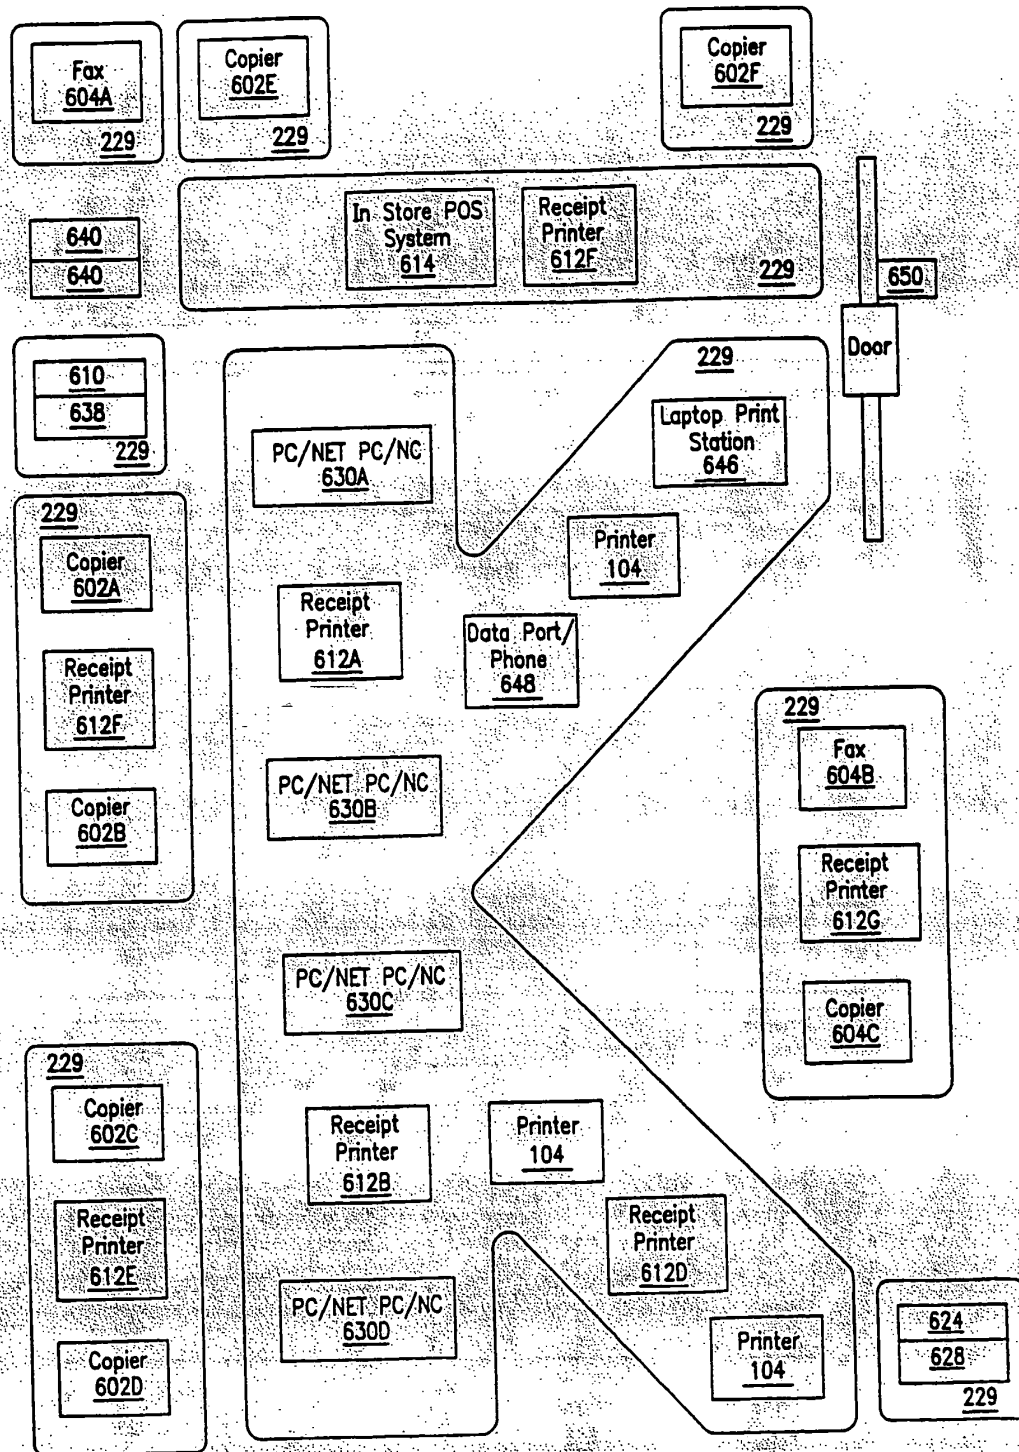 Fax
604A
229
Copier
602E
229
Copier
602F
229
640
640
In Store POS
System
614
Receipt
Printer
612F
229
650
Door
610
638
229
229
Laptop Print
Station
646
PC/NET PC/NC
630A
Printer
104
Receipt
Printer
612A
Data Port/
Phone
648
PC/NET PC/NC
630B
PC/NET PC/NC
630C
Receipt
Printer
612B
Printer
104
Receipt
Printer
612D
PC/NET PC/NC
630D
Printer
104
229
Copier
602A
Receipt
Printer
612F
Copier
602B
229
Copier
602C
Receipt
Printer
612E
Copier
602D
229
Fax
604B
Receipt
Printer
612G
Copier
604C
624
628
229